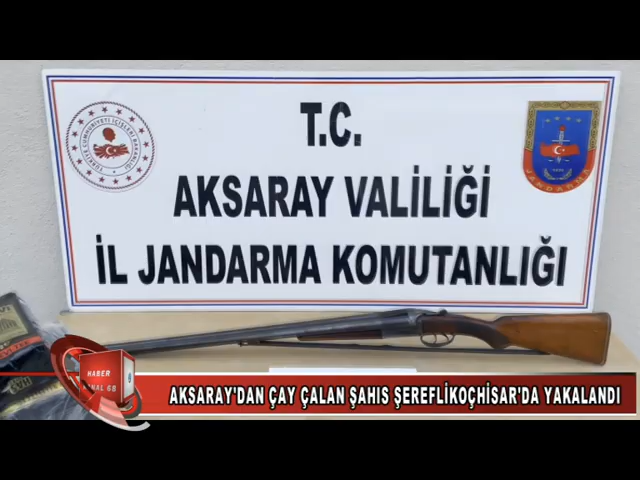 T.C.
AKSARAY VALİLİĞİ
İL JANDARMA KOMUTANLIĞI
JANDARMA
HABER
KANAL 68
AKSARAY'DAN ÇAY ÇALAN ŞAHIS ŞEREFLİKOÇHİSAR'DA YAKALANDI